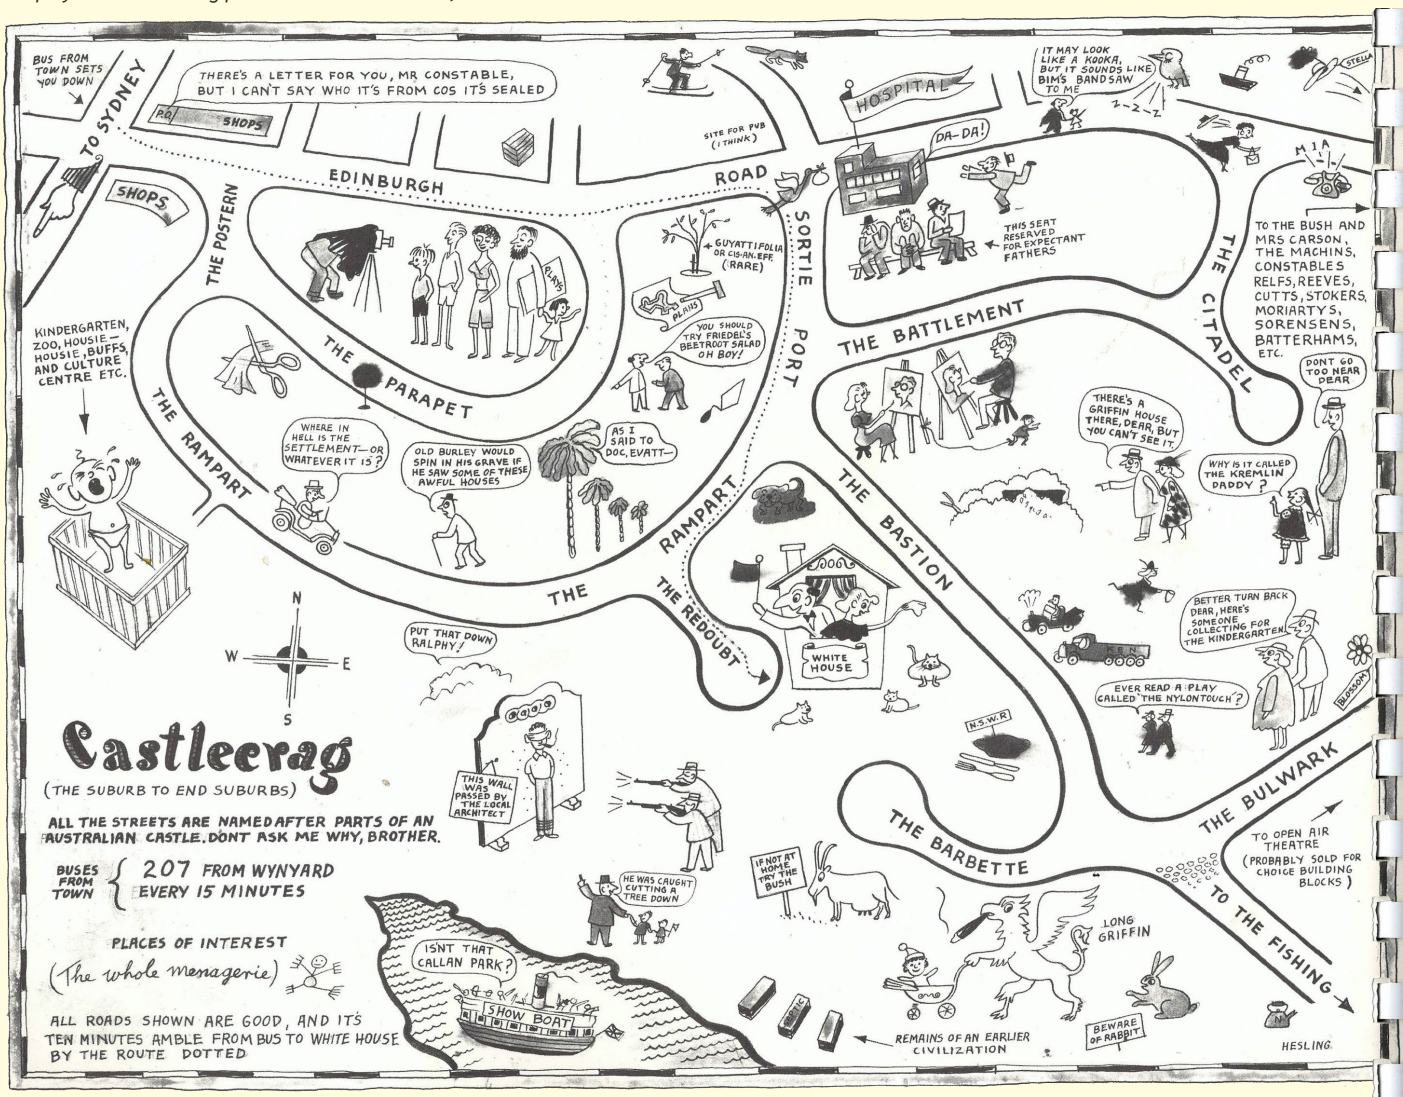 BUS FROM
TOWN SETS
YOU DOWN
TO SYDNEY
THERE'S A LETTER FOR YOU, MR CONSTABLE,
BUT I CAN'T SAY WHO IT'S FROM COS IT'S SEALED
P.O.
SHOPS
SHOPS
EDINBURGH
ROAD
SITE FOR PUB
(I THINK)
HOSPITAL
DA-DA!
IT MAY LOOK
LIKE A KOOKA,
BUT IT SOUNDS LIKE
BIM'S BANDSAW
TO ME
Z-Z-Z
STELLA
M I A
THIS SEAT
RESERVED
FOR EXPECTANT
FATHERS
TO THE BUSH AND
MRS CARSON,
THE MACHINS,
CONSTABLES
RELFS, REEVES,
CUTTS, STOKERS,
MORIARTYS,
SORENSENS,
BATTERHAMS,
ETC.
THE POSTERN
PLAYS
GUYATTIFOLIA
OR CIS-AN-EFF.
(RARE)
PLANS
YOU SHOULD
TRY FRIEDEL'S
BEETROOT SALAD
OH BOY!
SORTIE PORT
THE BATTLEMENT
THE CITADEL
KINDERGARTEN,
ZOO, HOUSIE-
HOUSIE, BUFFS,
AND CULTURE
CENTRE ETC.
THE PARAPET
THE RAMPART
WHERE IN
HELL IS THE
SETTLEMENT—OR
WHATEVER IT IS?
OLD BURLEY WOULD
SPIN IN HIS GRAVE IF
HE SAW SOME OF THESE
AWFUL HOUSES
AS I
SAID TO
DOC, EVATT—
THE RAMPART
THE REDOUBT
THE BASTION
THERE'S A
GRIFFIN HOUSE
THERE, DEAR, BUT
YOU CAN'T SEE IT.
DONT GO
TOO NEAR
DEAR
WHY IS IT CALLED
THE KREMLIN
DADDY?
WHITE
HOUSE
KEN
BETTER TURN BACK
DEAR, HERE'S
SOMEONE
COLLECTING FOR
THE KINDERGARTEN
BLOSSOM
EVER READ A PLAY
CALLED "THE NYLONTOUCH"?
N.S.W.R
N
W E
S
PUT THAT DOWN
RALPHY!
THIS WALL
WAS
PASSED BY
THE LOCAL
ARCHITECT
Castlecrag
(THE SUBURB TO END SUBURBS)
ALL THE STREETS ARE NAMED AFTER PARTS OF AN
AUSTRALIAN CASTLE. DONT ASK ME WHY, BROTHER.
BUSES
FROM
TOWN
207 FROM WYNYARD
EVERY 15 MINUTES
PLACES OF INTEREST
(The whole menagerie)
ALL ROADS SHOWN ARE GOOD, AND IT'S
TEN MINUTES AMBLE FROM BUS TO WHITE HOUSE
BY THE ROUTE DOTTED
HE WAS CAUGHT
CUTTING A
TREE DOWN
ISN'T THAT
CALLAN PARK?
SHOW BOAT
IF NOT AT
HOME
TRY THE
BUSH
THE BARBETTE
THE BULWARK
TO OPEN AIR
THEATRE
(PROBABLY SOLD FOR
CHOICE BUILDING
BLOCKS)
TO THE FISHING
LONG
GRIFFIN
REMAINS OF AN EARLIER
CIVILIZATION
BEWARE
OF RABBIT
N
HESLING